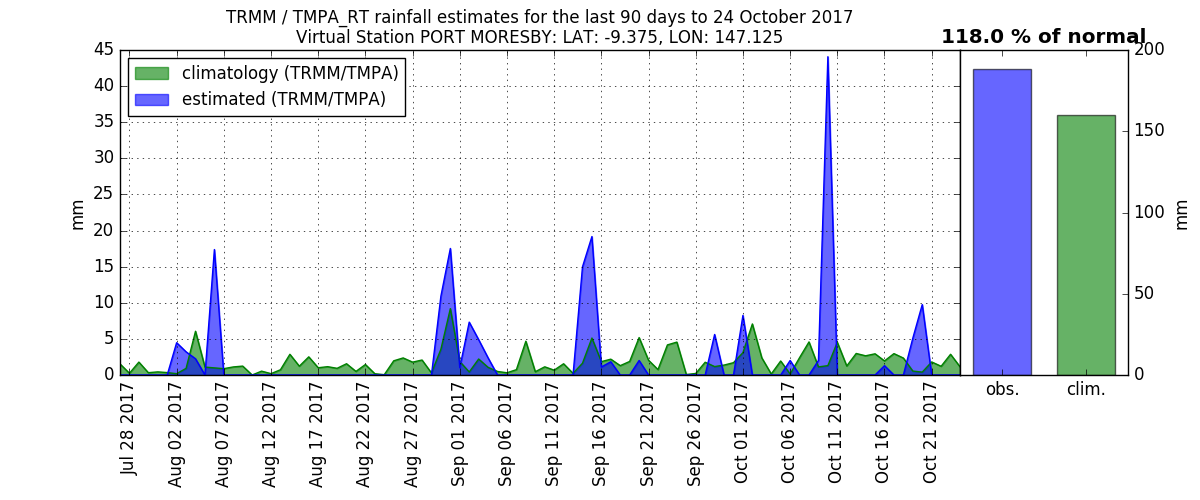 TRMM / TMPA_RT rainfall estimates for the last 90 days to 24 October 2017
Virtual Station PORT MORESBY: LAT: -9.375, LON: 147.125
118.0 % of normal
climatology (TRMM/TMPA)
estimated (TRMM/TMPA)
45
40
35
30
25
20
15
10
5
0
mm
Jul 28 2017
Aug 02 2017
Aug 07 2017
Aug 12 2017
Aug 17 2017
Aug 22 2017
Aug 27 2017
Sep 01 2017
Sep 06 2017
Sep 11 2017
Sep 16 2017
Sep 21 2017
Sep 26 2017
Oct 01 2017
Oct 06 2017
Oct 11 2017
Oct 16 2017
Oct 21 2017
200
150
100
50
0
mm
obs.
clim.